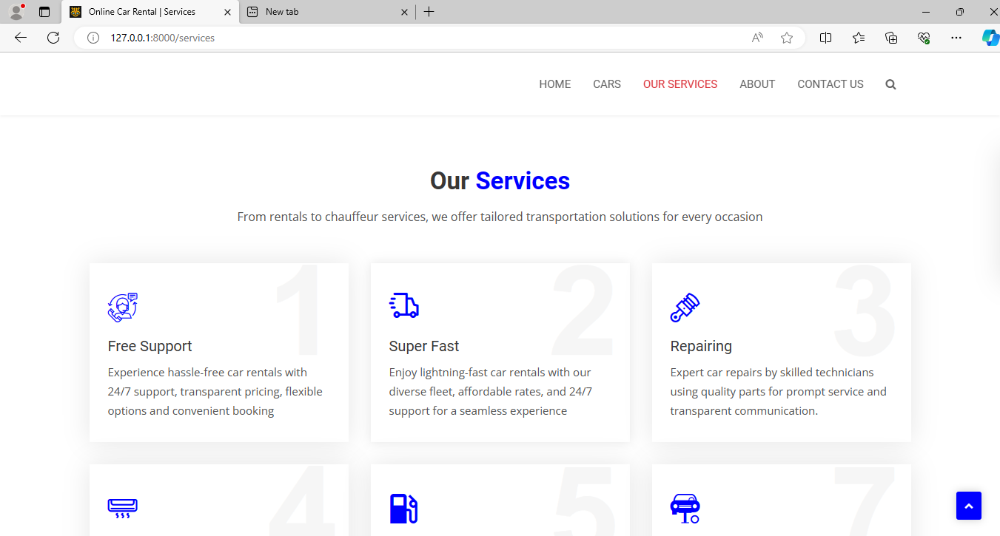 Online Car Rental | Services
New tab
127.0.0.1:8000/services
HOME CARS OUR SERVICES ABOUT CONTACT US
Our Services
From rentals to chauffeur services, we offer tailored transportation solutions for every occasion
1
Free Support
Experience hassle-free car rentals with
24/7 support, transparent pricing, flexible
options and convenient booking
2
Super Fast
Enjoy lightning-fast car rentals with our
diverse fleet, affordable rates, and 24/7
support for a seamless experience
3
Repairing
Expert car repairs by skilled technicians
using quality parts for prompt service and
transparent communication.
4
5
7